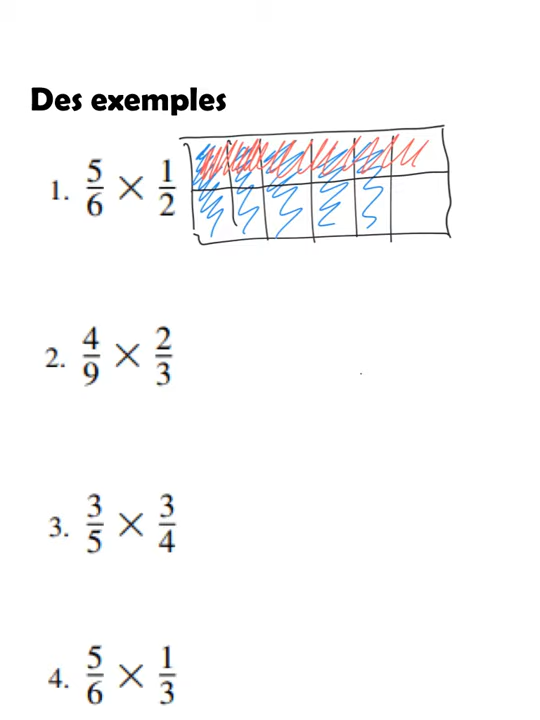 Des exemples
1. 5/6 × 1/2
2. 4/9 × 2/3
3. 3/5 × 3/4
4. 5/6 × 1/3